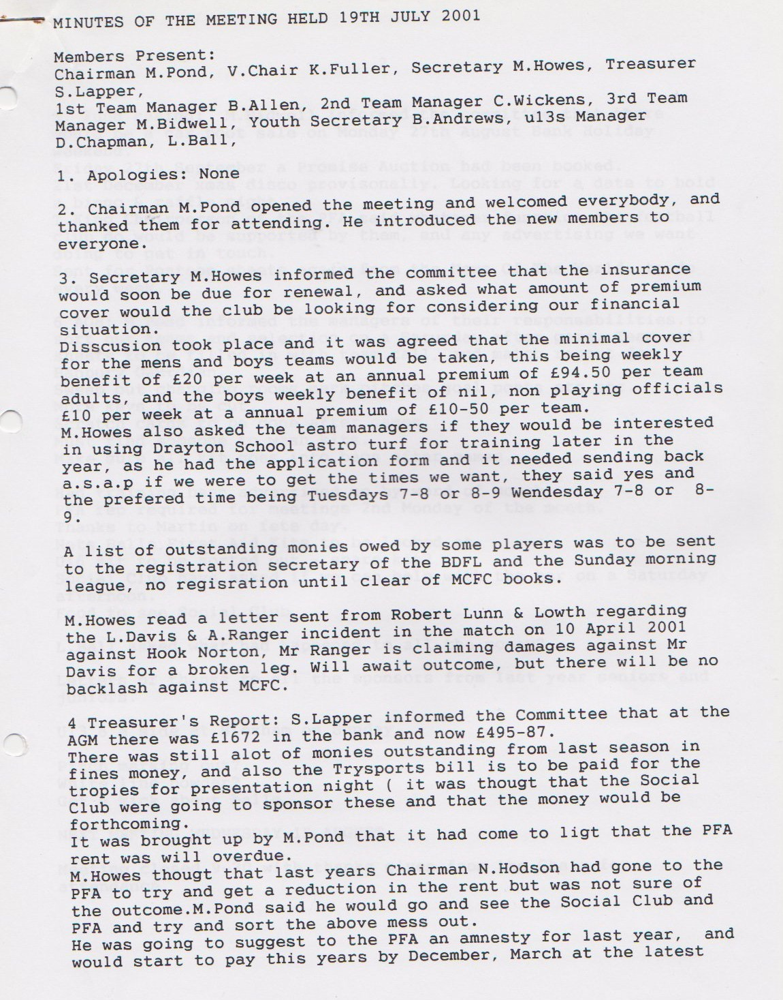 MINUTES OF THE MEETING HELD 19TH JULY 2001
Members Present:
Chairman M.Pond, V.Chair K.Fuller, Secretary M.Howes, Treasurer
S.Lapper,
1st Team Manager B.Allen, 2nd Team Manager C.Wickens, 3rd Team
Manager M.Bidwell, Youth Secretary B.Andrews, u13s Manager
D.Chapman, L.Ball,
1. Apologies: None
2. Chairman M.Pond opened the meeting and welcomed everybody, and
thanked them for attending. He introduced the new members to
everyone.
3. Secretary M.Howes informed the committee that the insurance
would soon be due for renewal, and asked what amount of premium
cover would the club be looking for considering our financial
situation.
Disscusion took place and it was agreed that the minimal cover
for the mens and boys teams would be taken, this being weekly
benefit of £20 per week at an annual premium of £94.50 per team
adults, and the boys weekly benefit of nil, non playing officials
£10 per week at a annual premium of £10-50 per team.
M.Howes also asked the team managers if they would be interested
in using Drayton School astro turf for training later in the
year, as he had the application form and it needed sending back
a.s.a.p if we were to get the times we want, they said yes and
the prefered time being Tuesdays 7-8 or 8-9 Wendesday 7-8 or 8-
9.
A list of outstanding monies owed by some players was to be sent
to the registration secretary of the BDFL and the Sunday morning
league, no regisration until clear of MCFC books.
M.Howes read a letter sent from Robert Lunn & Lowth regarding
the L.Davis & A.Ranger incident in the match on 10 April 2001
against Hook Norton, Mr Ranger is claiming damages against Mr
Davis for a broken leg. Will await outcome, but there will be no
backlash against MCFC.
4 Treasurer's Report: S.Lapper informed the Committee that at the
AGM there was £1672 in the bank and now £495-87.
There was still alot of monies outstanding from last season in
fines money, and also the Trysports bill is to be paid for the
tropies for presentation night ( it was thougt that the Social
Club were going to sponsor these and that the money would be
forthcoming.
It was brought up by M.Pond that it had come to ligt that the PFA
rent was will overdue.
M.Howes thougt that last years Chairman N.Hodson had gone to the
PFA to try and get a reduction in the rent but was not sure of
the outcome.M.Pond said he would go and see the Social Club and
PFA and try and sort the above mess out.
He was going to suggest to the PFA an amnesty for last year, and
would start to pay this years by December, March at the latest